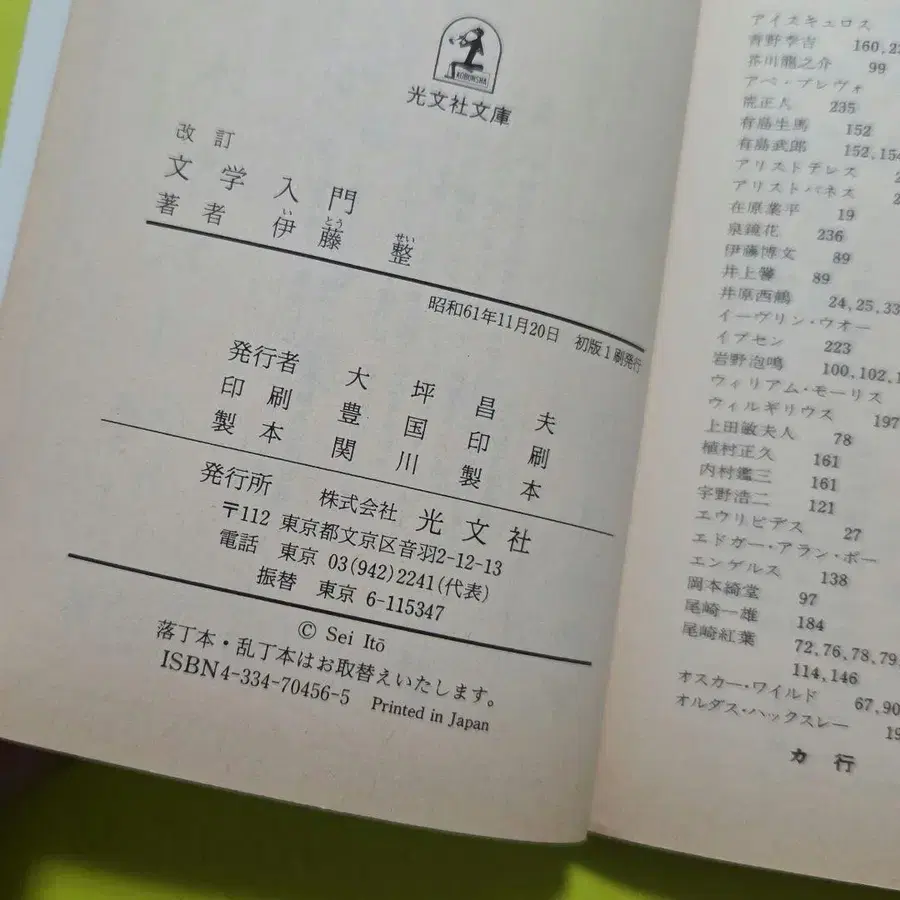 KOBUNSHA
光文社文庫
改訂
文学入門
著者 伊藤整
い とう せい
昭和61年11月20日 初版1刷発行
発行者 大坪昌夫
印刷 豊国印刷
製本 関川製本
発行所 株式会社 光文社
〒112 東京都文京区音羽2-12-13
電話 東京 03(942)2241(代表)
振替 東京 6-115347
© Sei Itō
落丁本・乱丁本はお取替えいたします。
ISBN4-334-70456-5 Printed in Japan
アイスキュロス
青野季吉 160,
芥川龍之介 99
アベ・プレヴォ
荒正人 235
有島生馬 152
有島武郎 152,154
アリストテレス
アリストパネス
在原業平 19
泉鏡花 236
伊藤博文 89
井上馨 89
井原西鶴 24,25,33
イーヴリン・ウオー
イプセン 223
岩野泡鳴 100,102,
ウィリアム・モーリス
ウィルギリウス 197
上田敏夫人 78
植村正久 161
内村鑑三 161
宇野浩二 121
エウリピデス 27
エドガー・アラン・ポー
エンゲルス 138
岡本綺堂 97
尾崎一雄 184
尾崎紅葉 72,76,78,79,
114,146
オスカー・ワイルド 67,90
オルダス・ハックスレー
カ行